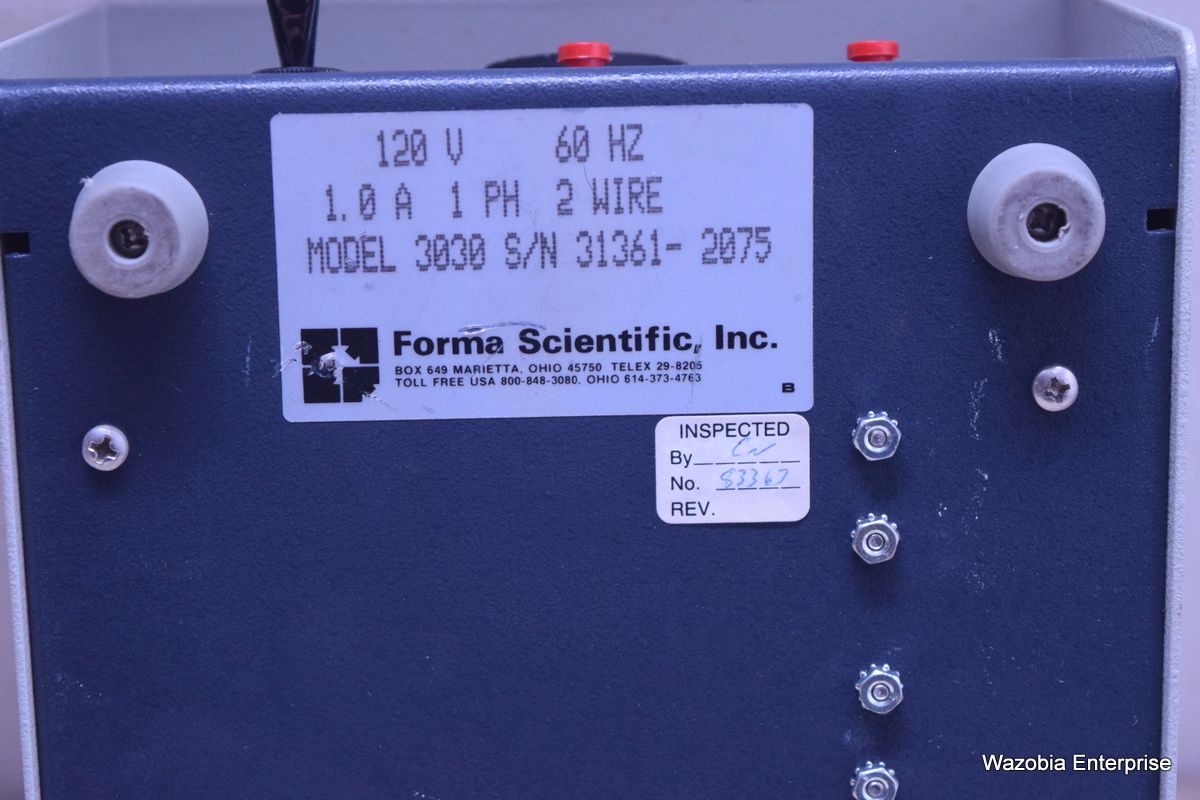 120 V 60 HZ
1.0 A 1 PH 2 WIRE
MODEL 3030 S/N 31361- 2075
Forma Scientific, Inc.
BOX 649 MARIETTA, OHIO 45750 TELEX 29-8205
TOLL FREE USA 800-848-3080. OHIO 614-373-4763
B
INSPECTED
By
No. 83367
REV.
Wazobia Enterprise